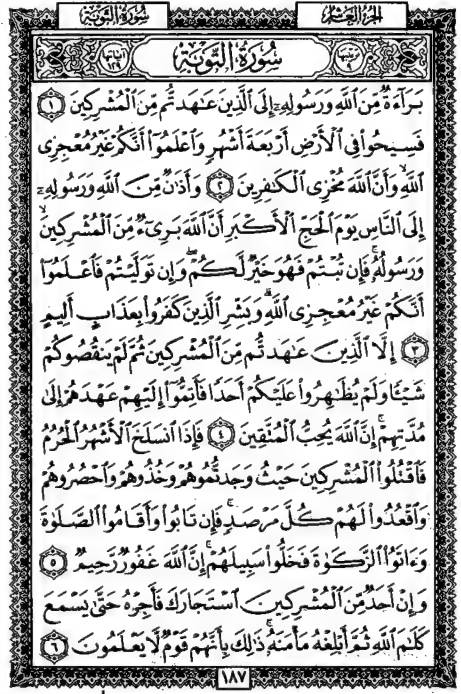 سُورَةُ التَّوْبَةِ
الجزء العاشر
سُورَةُ التَّوْبَةِ
بَرَآءَةٌ مِّنَ ٱللَّهِ وَرَسُولِهِۦٓ إِلَى ٱلَّذِينَ عَٰهَدتُّم مِّنَ ٱلْمُشْرِكِينَ ١
فَسِيحُوا۟ فِى ٱلْأَرْضِ أَرْبَعَةَ أَشْهُرٍ وَٱعْلَمُوٓا۟ أَنَّكُمْ غَيْرُ مُعْجِزِى
ٱللَّهِ وَأَنَّ ٱللَّهَ مُخْزِى ٱلْكَٰفِرِينَ ٢ وَأَذَٰنٌ مِّنَ ٱللَّهِ وَرَسُولِهِۦٓ
إِلَى ٱلنَّاسِ يَوْمَ ٱلْحَجِّ ٱلْأَكْبَرِ أَنَّ ٱللَّهَ بَرِىٓءٌ مِّنَ ٱلْمُشْرِكِينَ
وَرَسُولُهُۥ فَإِن تُبْتُمْ فَهُوَ خَيْرٌ لَّكُمْ وَإِن تَوَلَّيْتُمْ فَٱعْلَمُوٓا۟
أَنَّكُمْ غَيْرُ مُعْجِزِى ٱللَّهِ وَبَشِّرِ ٱلَّذِينَ كَفَرُوا۟ بِعَذَابٍ أَلِيمٍ
٣ إِلَّا ٱلَّذِينَ عَٰهَدتُّم مِّنَ ٱلْمُشْرِكِينَ ثُمَّ لَمْ يَنقُصُوكُمْ
شَيْـًٔا وَلَمْ يُظَٰهِرُوا۟ عَلَيْكُمْ أَحَدًا فَأَتِمُّوٓا۟ إِلَيْهِمْ عَهْدَهُمْ إِلَىٰ
مُدَّتِهِمْ إِنَّ ٱللَّهَ يُحِبُّ ٱلْمُتَّقِينَ ٤ فَإِذَا ٱنسَلَخَ ٱلْأَشْهُرُ ٱلْحُرُمُ
فَٱقْتُلُوا۟ ٱلْمُشْرِكِينَ حَيْثُ وَجَدتُّمُوهُمْ وَخُذُوهُمْ وَٱحْصُرُوهُمْ
وَٱقْعُدُوا۟ لَهُمْ كُلَّ مَرْصَدٍ فَإِن تَابُوا۟ وَأَقَامُوا۟ ٱلصَّلَوٰةَ
وَءَاتَوُا۟ ٱلزَّكَوٰةَ فَخَلُّوا۟ سَبِيلَهُمْ إِنَّ ٱللَّهَ غَفُورٌ رَّحِيمٌ ٥
وَإِنْ أَحَدٌ مِّنَ ٱلْمُشْرِكِينَ ٱسْتَجَارَكَ فَأَجِرْهُ حَتَّىٰ يَسْمَعَ
كَلَٰمَ ٱللَّهِ ثُمَّ أَبْلِغْهُ مَأْمَنَهُۥ ذَٰلِكَ بِأَنَّهُمْ قَوْمٌ لَّا يَعْلَمُونَ ٦
١٨٧